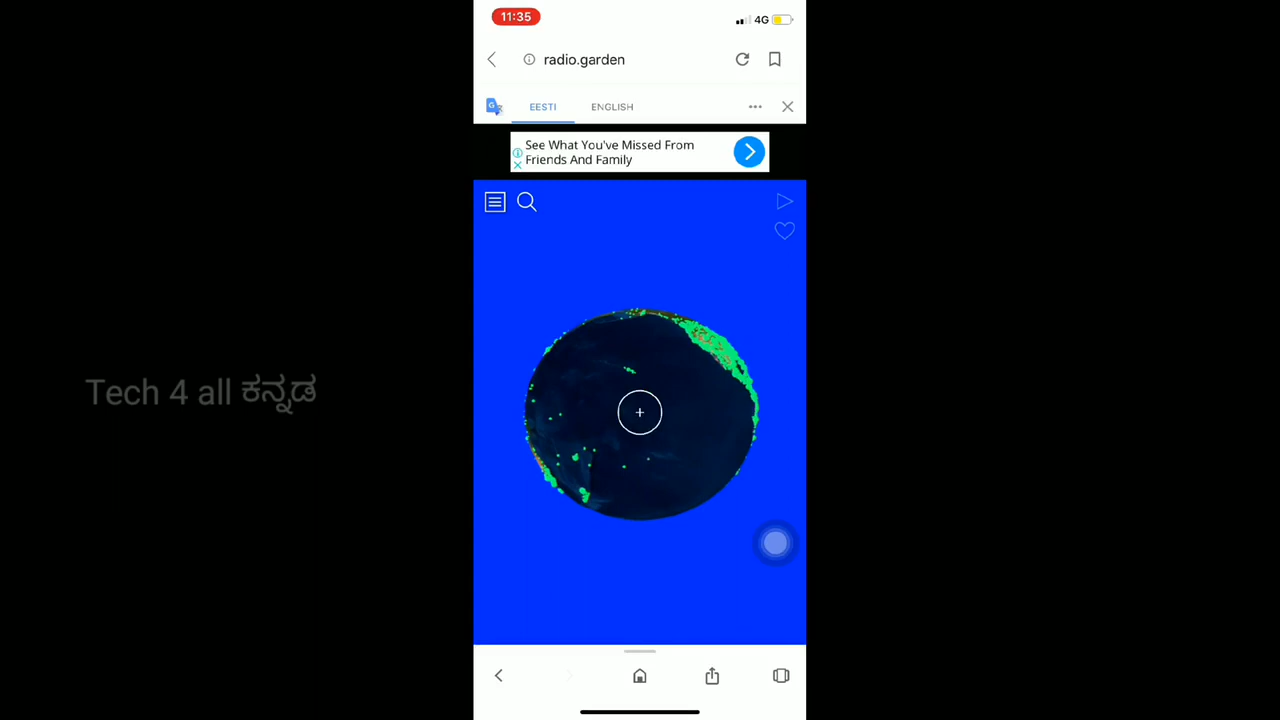 11:35
4G
radio.garden
EESTI
ENGLISH
See What You've Missed From
Friends And Family
Tech 4 all ಕನ್ನಡ